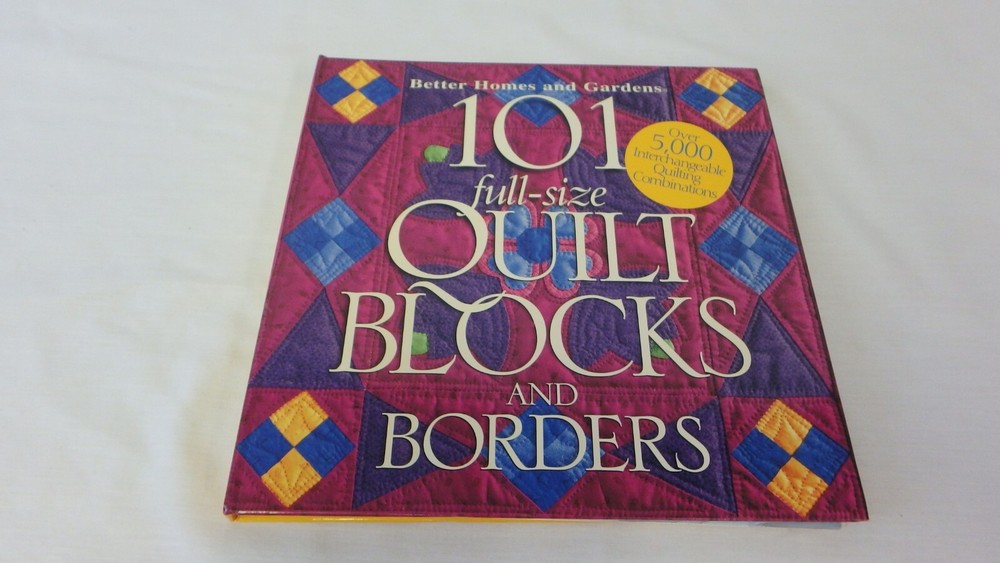 Better Homes and Gardens
101
Over
5,000
Interchangeable
Quilting
Combinations
full-size
QUILT
BLOCKS
AND
BORDERS